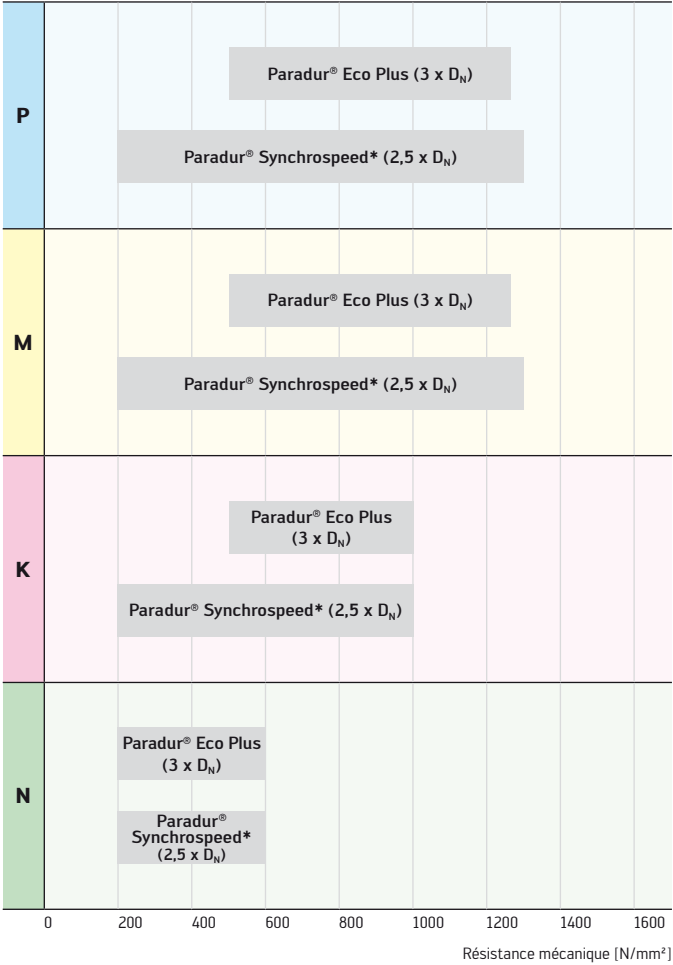 P
Paradur® Eco Plus (3 x DN)
Paradur® Synchrospeed* (2,5 x DN)
M
Paradur® Eco Plus (3 x DN)
Paradur® Synchrospeed* (2,5 x DN)
K
Paradur® Eco Plus
(3 x DN)
Paradur® Synchrospeed* (2,5 x DN)
N
Paradur® Eco Plus
(3 x DN)
Paradur®
Synchrospeed*
(2,5 x DN)
0 200 400 600 800 1000 1200 1400 1600
Résistance mécanique [N/mm²]